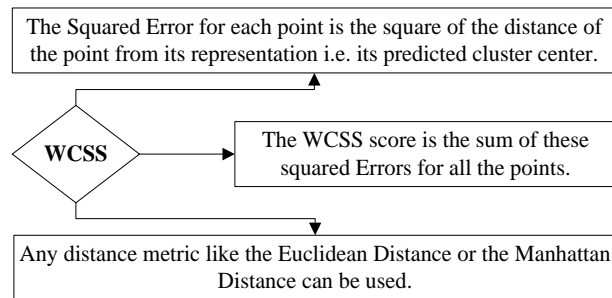 The Squared Error for each point is the square of the distance of
the point from its representation i.e. its predicted cluster center.
WCSS
The WCSS score is the sum of these
squared Errors for all the points.
Any distance metric like the Euclidean Distance or the Manhattan
Distance can be used.